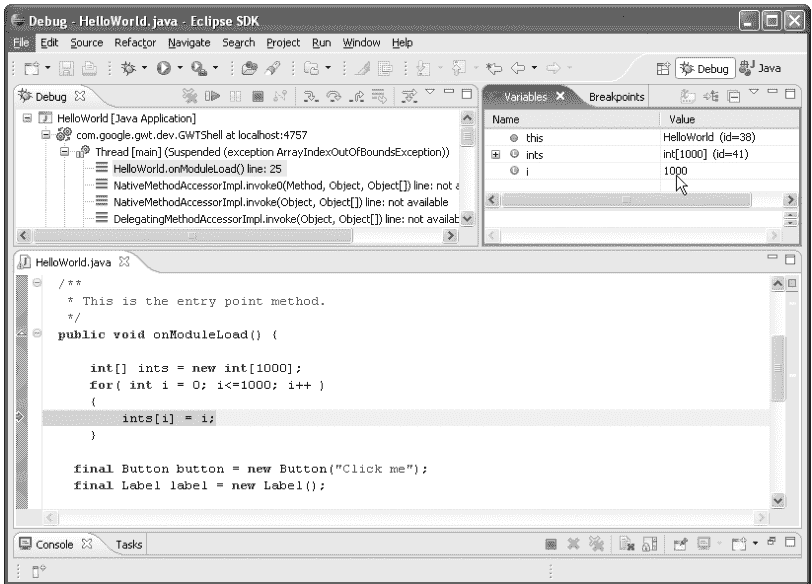 Debug - HelloWorld.java - Eclipse SDK
File Edit Source Refactor Navigate Search Project Run Window Help
Debug Java
Debug
HelloWorld [Java Application]
com.google.gwt.dev.GWTShell at localhost:4757
Thread [main] (Suspended (exception ArrayIndexOutOfBoundsException))
HelloWorld.onModuleLoad() line: 25
NativeMethodAccessorImpl.invoke0(Method, Object, Object[]) line: not a
NativeMethodAccessorImpl.invoke(Object, Object[]) line: not available
DelegatingMethodAccessorImpl.invoke(Object, Object[]) line: not availab
Variables Breakpoints
Name Value
this HelloWorld (id=38)
ints int[1000] (id=41)
i 1000
HelloWorld.java
/**
* This is the entry point method.
*/
public void onModuleLoad() {
int[] ints = new int[1000];
for( int i = 0; i<=1000; i++ )
{
ints[i] = i;
}
final Button button = new Button("Click me");
final Label label = new Label();
Console Tasks